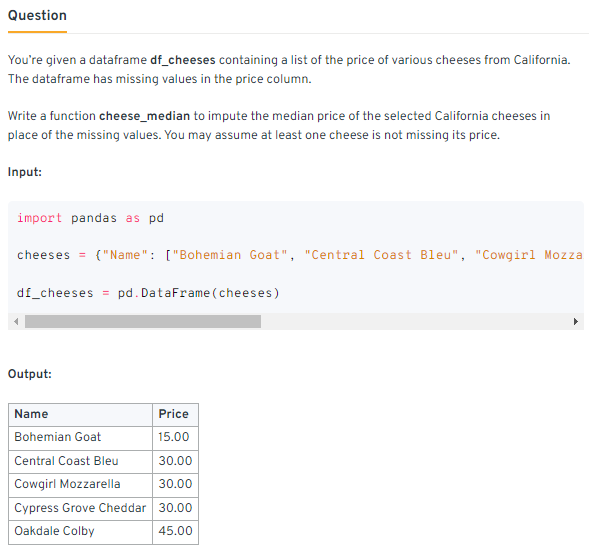 Question
You're given a dataframe df_cheeses containing a list of the price of various cheeses from California.
The dataframe has missing values in the price column.
Write a function cheese_median to impute the median price of the selected California cheeses in
place of the missing values. You may assume at least one cheese is not missing its price.
Input:
import pandas as pd
cheeses = {"Name": ["Bohemian Goat", "Central Coast Bleu", "Cowgirl Mozza
df_cheeses = pd.DataFrame(cheeses)
Output:
Name Price
Bohemian Goat 15.00
Central Coast Bleu 30.00
Cowgirl Mozzarella 30.00
Cypress Grove Cheddar 30.00
Oakdale Colby 45.00